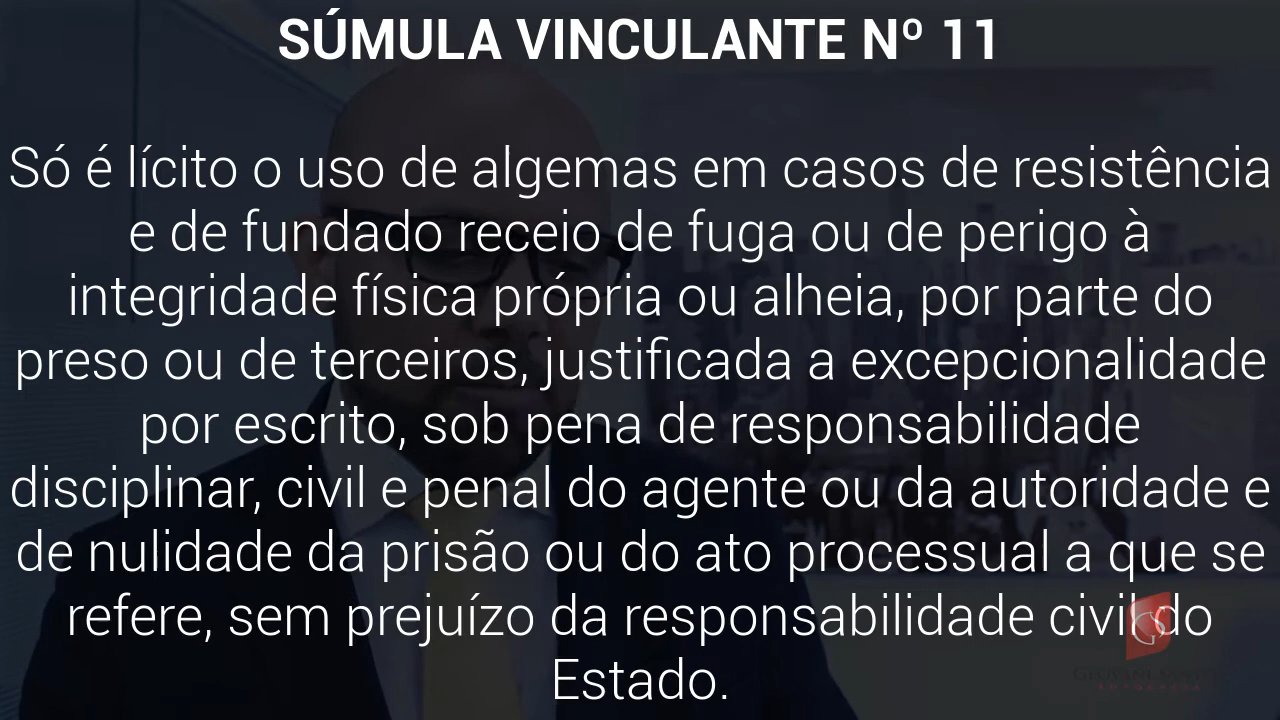 SÚMULA VINCULANTE Nº 11
Só é lícito o uso de algemas em casos de resistência
e de fundado receio de fuga ou de perigo à
integridade física própria ou alheia, por parte do
preso ou de terceiros, justificada a excepcionalidade
por escrito, sob pena de responsabilidade
disciplinar, civil e penal do agente ou da autoridade e
de nulidade da prisão ou do ato processual a que se
refere, sem prejuízo da responsabilidade civil do
Estado.